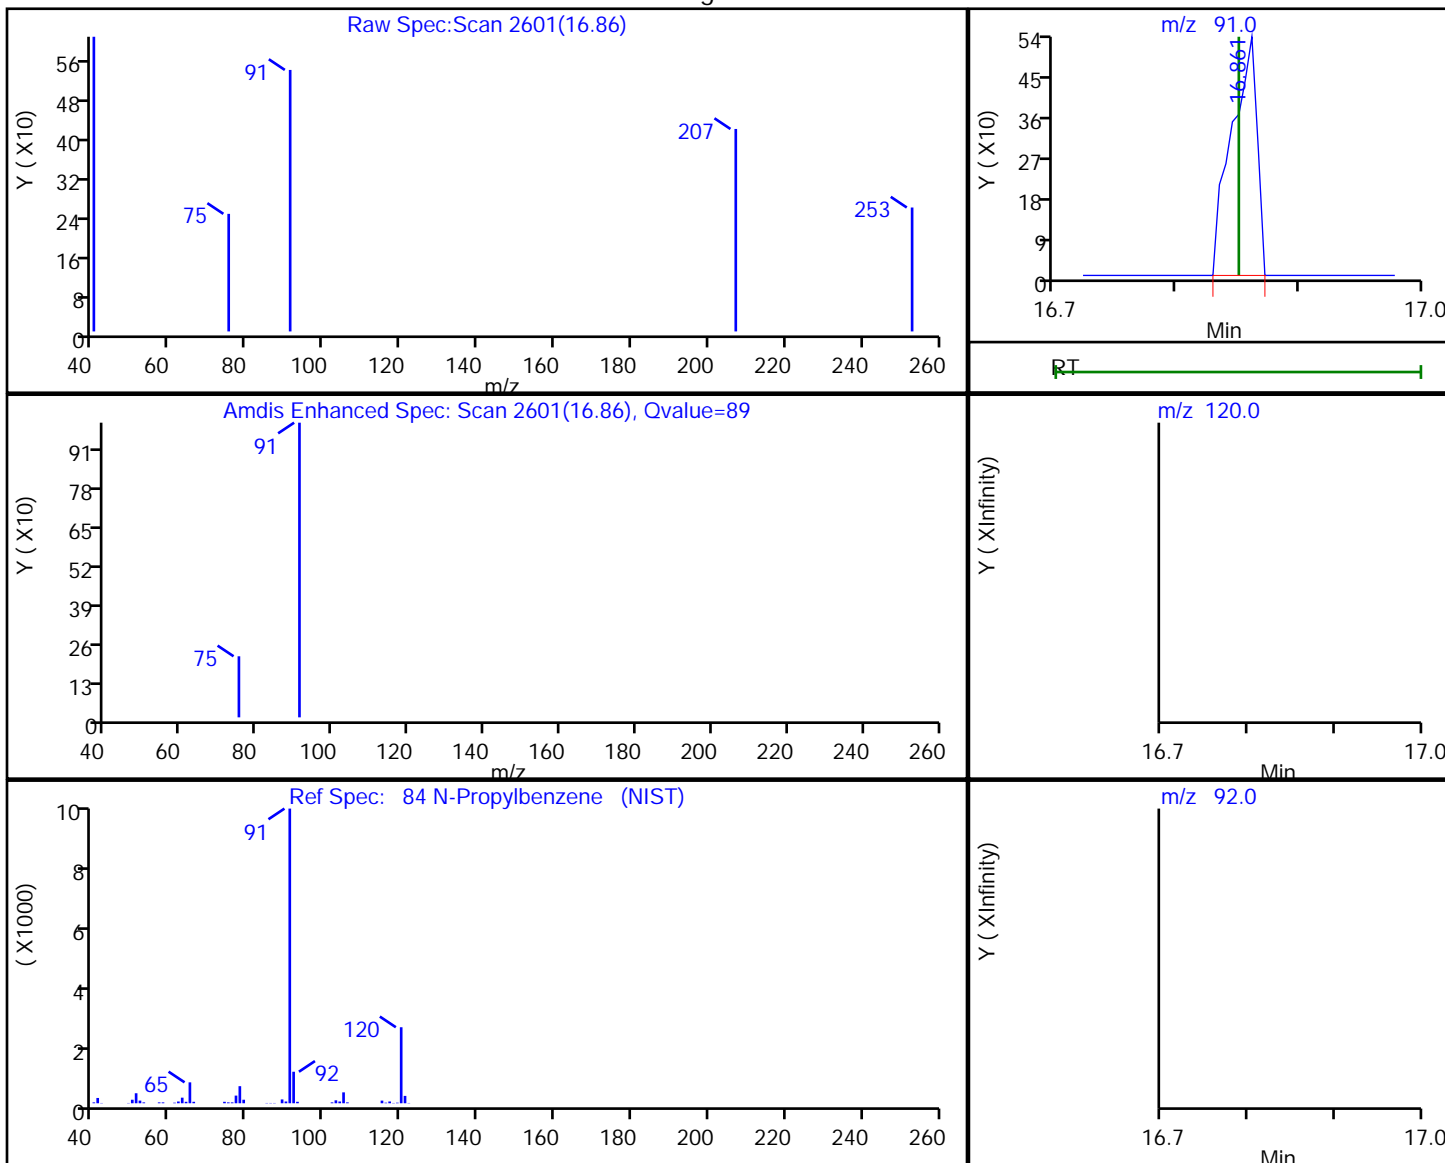 Raw Spec:Scan 2601(16.86)
Y ( X10)
56
48
40
32
24
16
8
0
75
91
207
253
40 60 80 100 120 140 160 180 200 220 240 260
m/z
m/z 91.0
Y ( X10)
54
45
36
27
18
9
0
16.861
16.7 17.0
Min
RT
Amdis Enhanced Spec: Scan 2601(16.86), Qvalue=89
Y ( X10)
91
78
65
52
39
26
13
0
75
91
40 60 80 100 120 140 160 180 200 220 240 260
m/z
m/z 120.0
Y ( XInfinity)
16.7 17.0
Min
Ref Spec: 84 N-Propylbenzene (NIST)
( X1000)
10
8
6
4
2
0
65
91
92
120
40 60 80 100 120 140 160 180 200 220 240 260
m/z 92.0
Y ( XInfinity)
16.7 17.0
Min